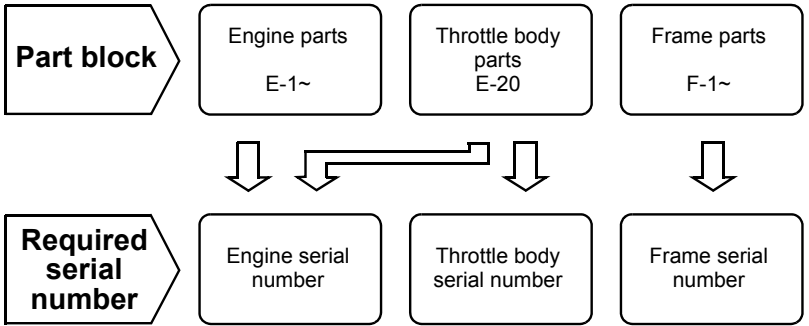 Part block
Engine parts
E-1~
Throttle body
parts
E-20
Frame parts
F-1~
Required
serial
number
Engine serial
number
Throttle body
serial number
Frame serial
number